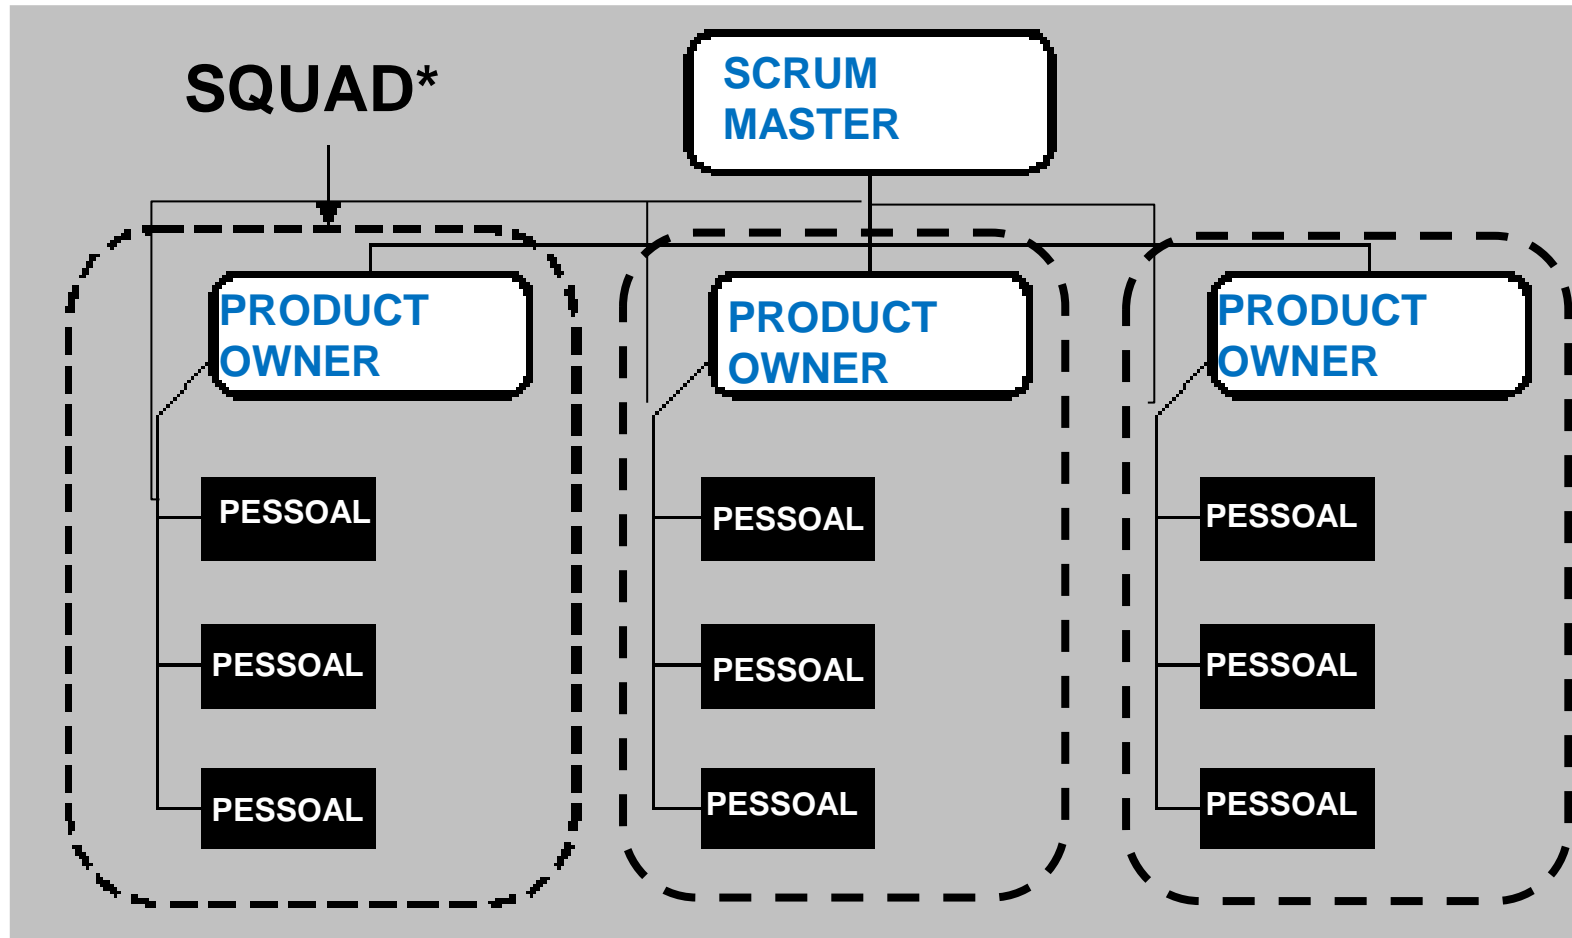 SQUAD*
SCRUM
MASTER
PRODUCT
OWNER
PRODUCT
OWNER
PRODUCT
OWNER
PESSOAL
PESSOAL
PESSOAL
PESSOAL
PESSOAL
PESSOAL
PESSOAL
PESSOAL
PESSOAL